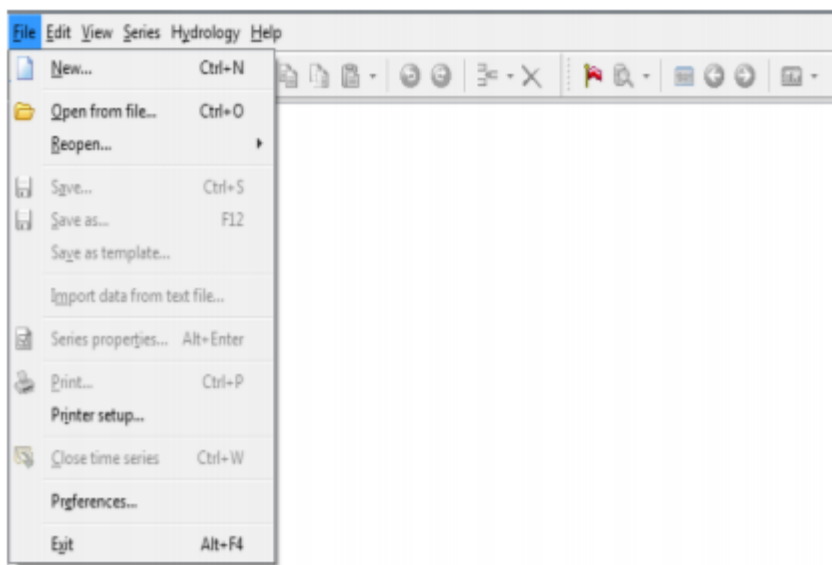 File Edit View Series Hydrology Help
New... Ctrl+N
Open from file... Ctrl+O
Reopen...
Save... Ctrl+S
Save as... F12
Save as template...
Import data from text file...
Series properties... Alt+Enter
Print... Ctrl+P
Printer setup...
Close time series Ctrl+W
Preferences...
Exit Alt+F4